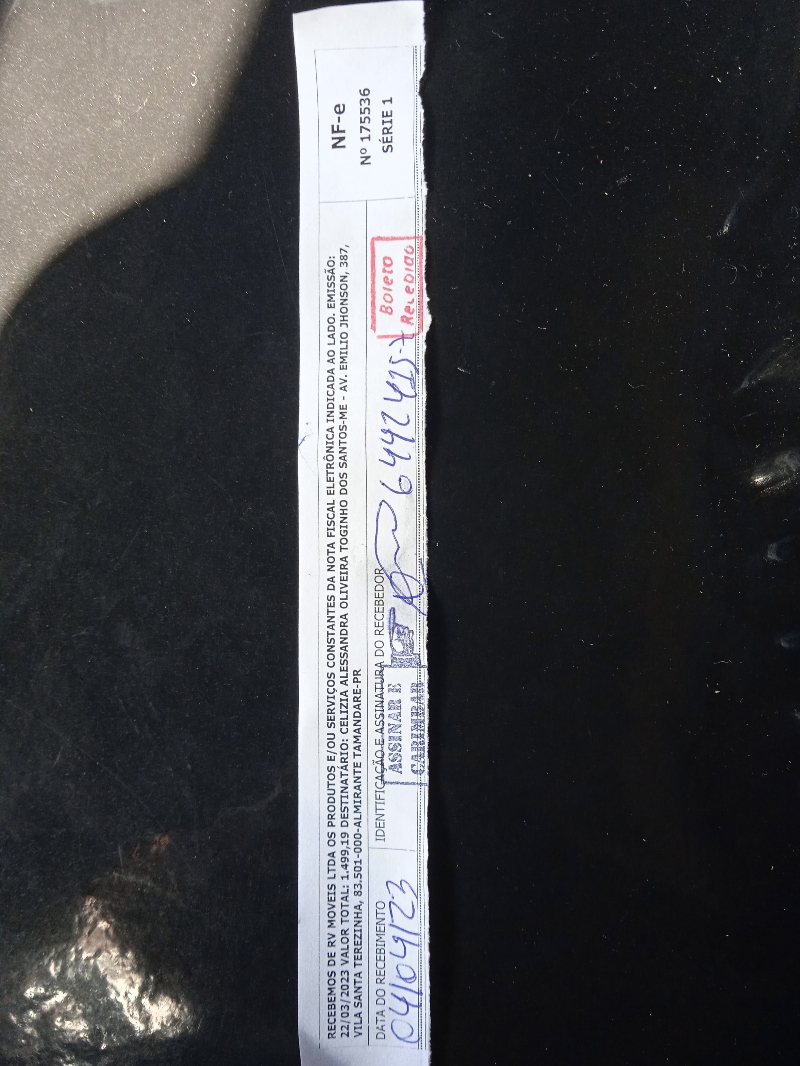 RECEBEMOS DE RV MOVEIS LTDA OS PRODUTOS E/OU SERVIÇOS CONSTANTES DA NOTA FISCAL ELETRÔNICA INDICADA AO LADO. EMISSÃO:
22/03/2023 VALOR TOTAL: 1.499,19 DESTINATÁRIO: CELIZIA ALESSANDRA OLIVEIRA TOGINHO DOS SANTOS-ME - AV. EMILIO JHONSON, 387,
VILA SANTA TEREZINHA, 83.501-000-ALMIRANTE TAMANDARE-PR
DATA DO RECEBIMENTO
04/04/23
IDENTIFICAÇÃO E ASSINATURA DO RECEBEDOR
ASSINAR E
CARIMBAR
6442415-7
BOLETO
RECEBIDO
NF-e
Nº 175536
SÉRIE 1